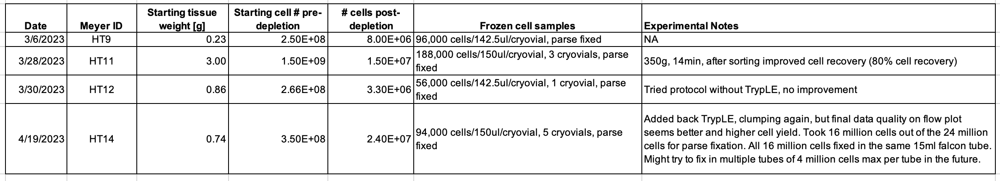 Date Meyer ID Starting tissue weight [g] Starting cell # pre-depletion # cells post-depletion Frozen cell samples Experimental Notes
3/6/2023 HT9 0.23 2.50E+08 8.00E+06 96,000 cells/142.5ul/cryovial, parse fixed NA
3/28/2023 HT11 3.00 1.50E+09 1.50E+07 188,000 cells/150ul/cryovial, 3 cryovials, parse fixed 350g, 14min, after sorting improved cell recovery (80% cell recovery)
3/30/2023 HT12 0.86 2.66E+08 3.30E+06 56,000 cells/142.5ul/cryovial, 1 cryovial, parse fixed Tried protocol without TrypLE, no improvement
4/19/2023 HT14 0.74 3.50E+08 2.40E+07 94,000 cells/150ul/cryovial, 5 cryovials, parse fixed Added back TrypLE, clumping again, but final data quality on flow plot
seems better and higher cell yield. Took 16 million cells out of the 24 million
cells for parse fixation. All 16 million cells fixed in the same 15ml falcon tube.
Might try to fix in multiple tubes of 4 million cells max per tube in the future.